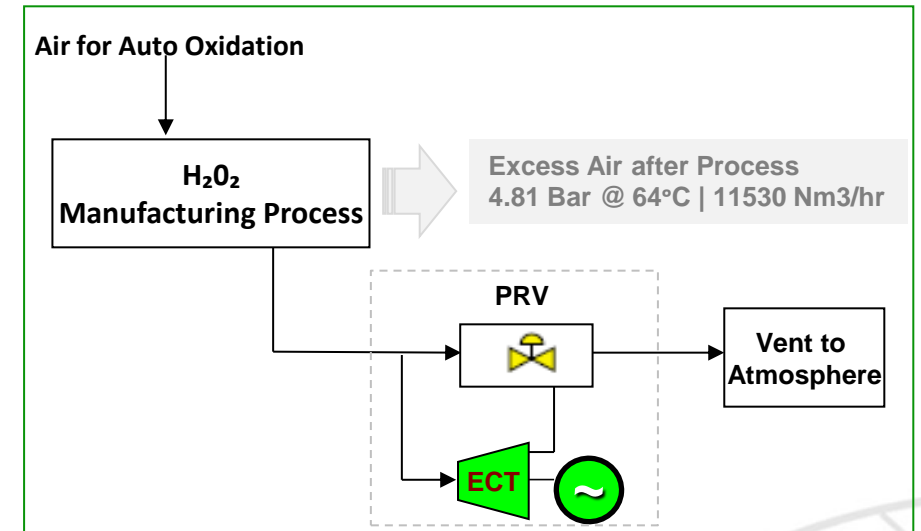 Air for Auto Oxidation
H₂0₂
Manufacturing Process
Excess Air after Process
4.81 Bar @ 64°C | 11530 Nm3/hr
PRV
Vent to
Atmosphere
ECT
~